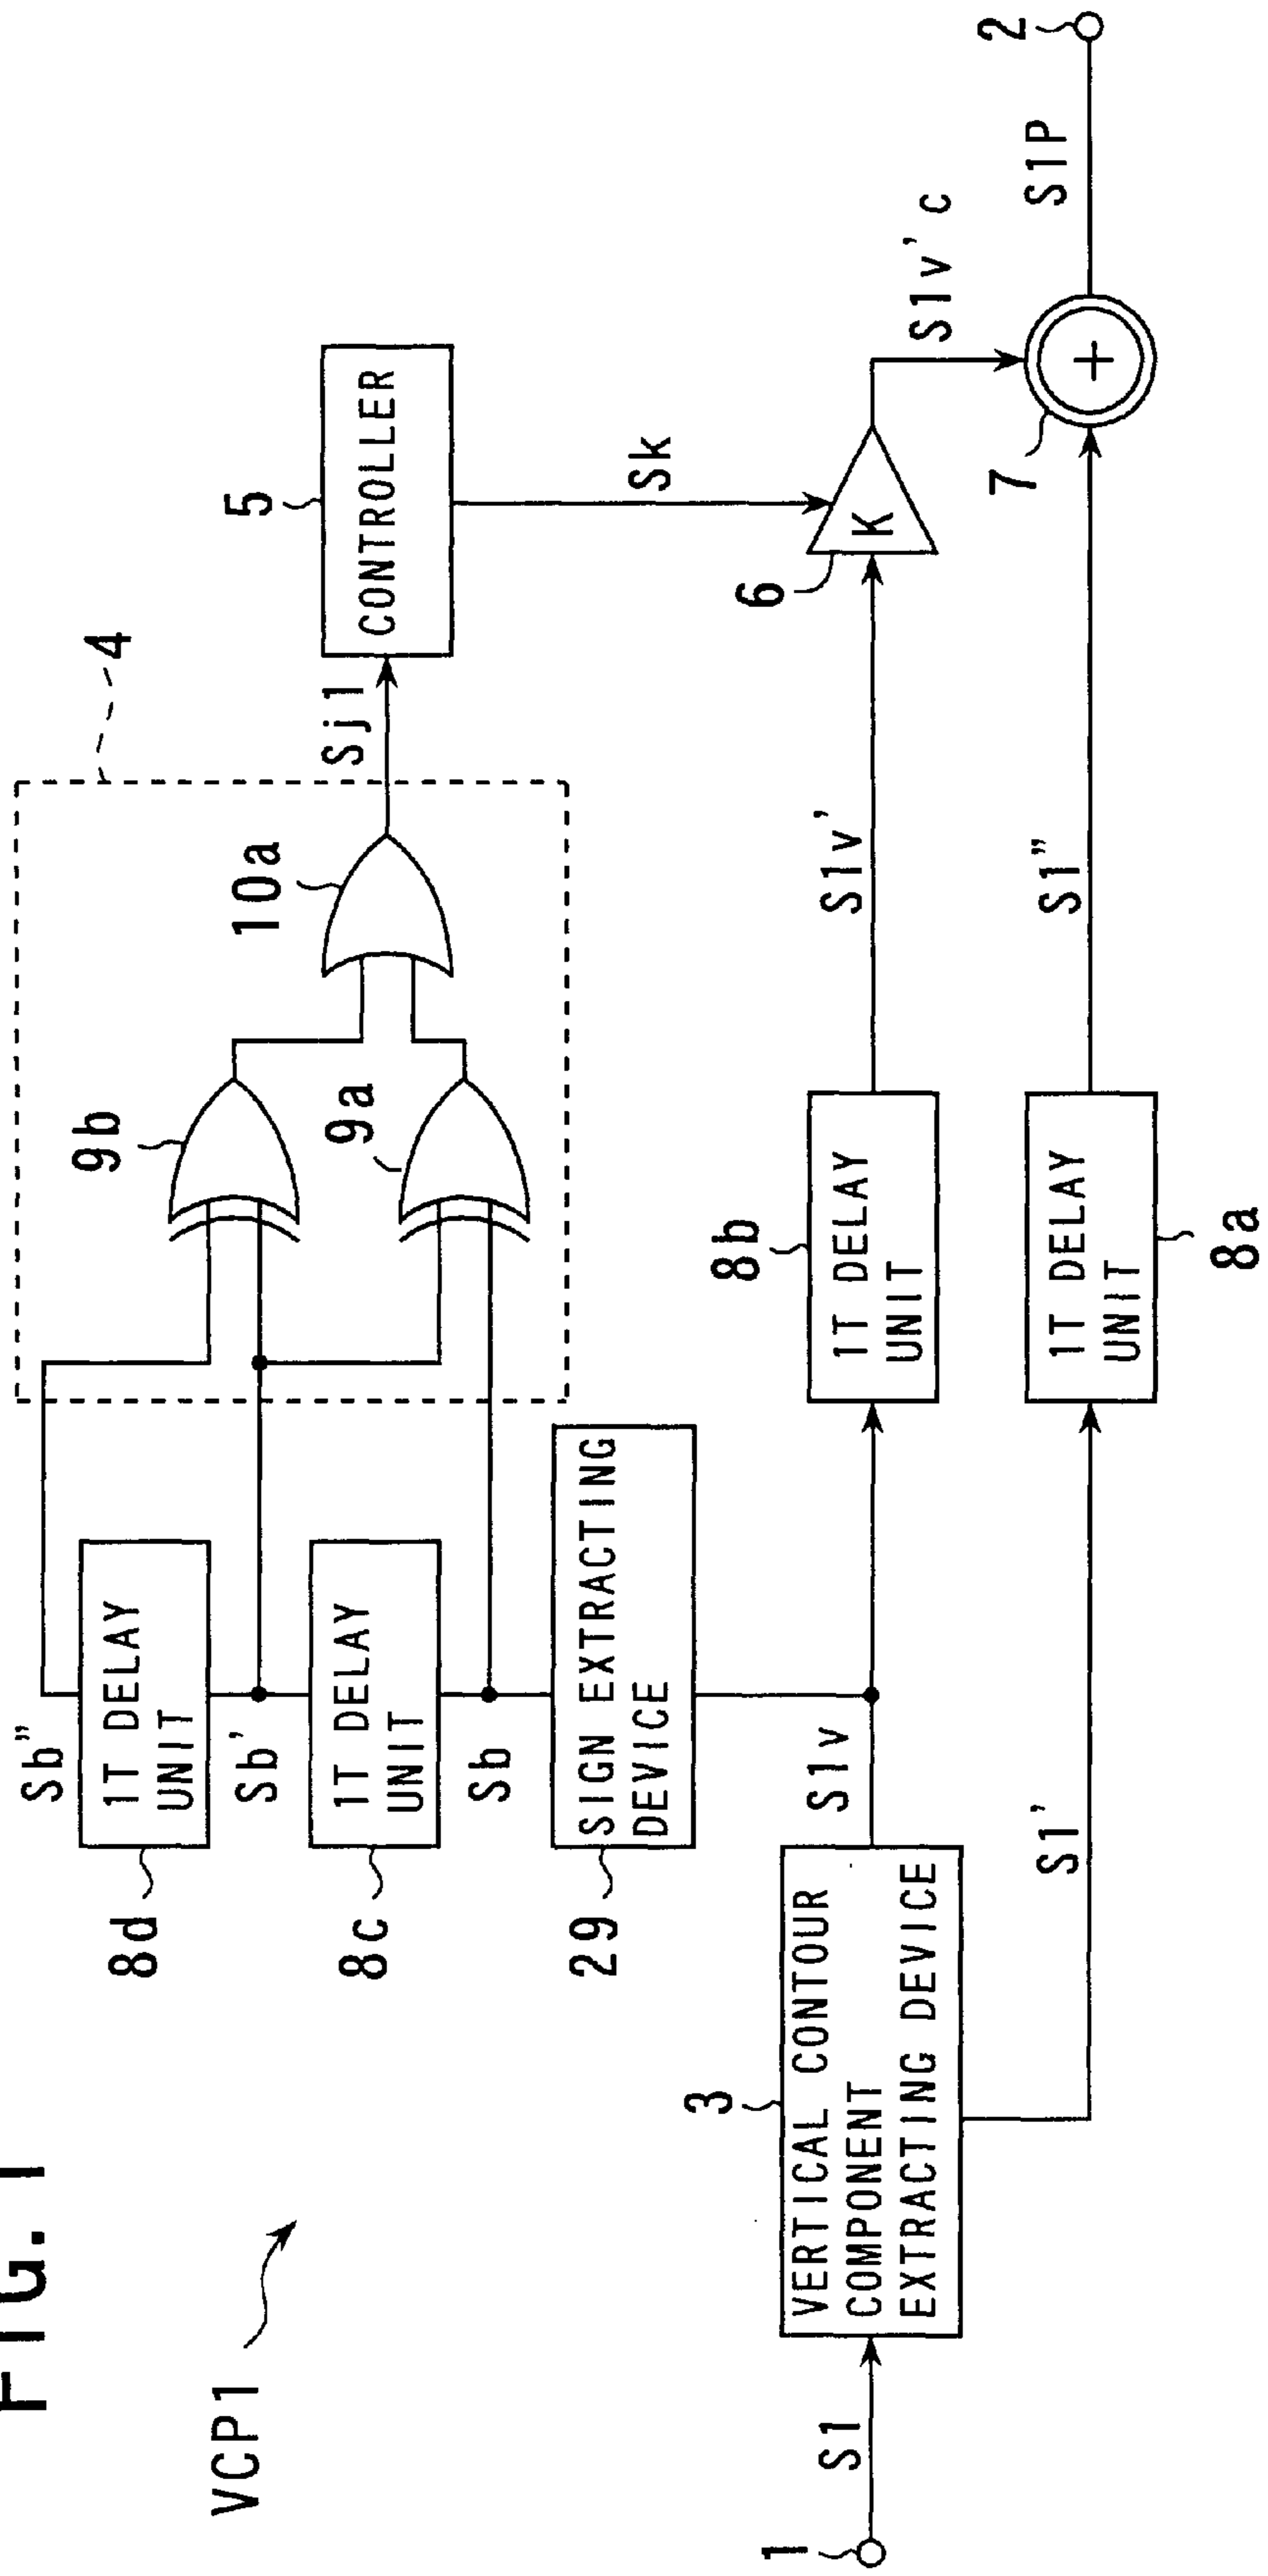 FIG. 1
VCP1
Sb"
8d
1T DELAY
UNIT
Sb'
8c
1T DELAY
UNIT
Sb
29
SIGN EXTRACTING
DEVICE
9b
9a
10a
4
Sj1
5
CONTROLLER
Sk
1
S1
3
VERTICAL CONTOUR
COMPONENT
EXTRACTING DEVICE
S1v
8b
1T DELAY
UNIT
S1v'
6
K
S1v'c
S1'
8a
1T DELAY
UNIT
S1"
7
+
S1P
2